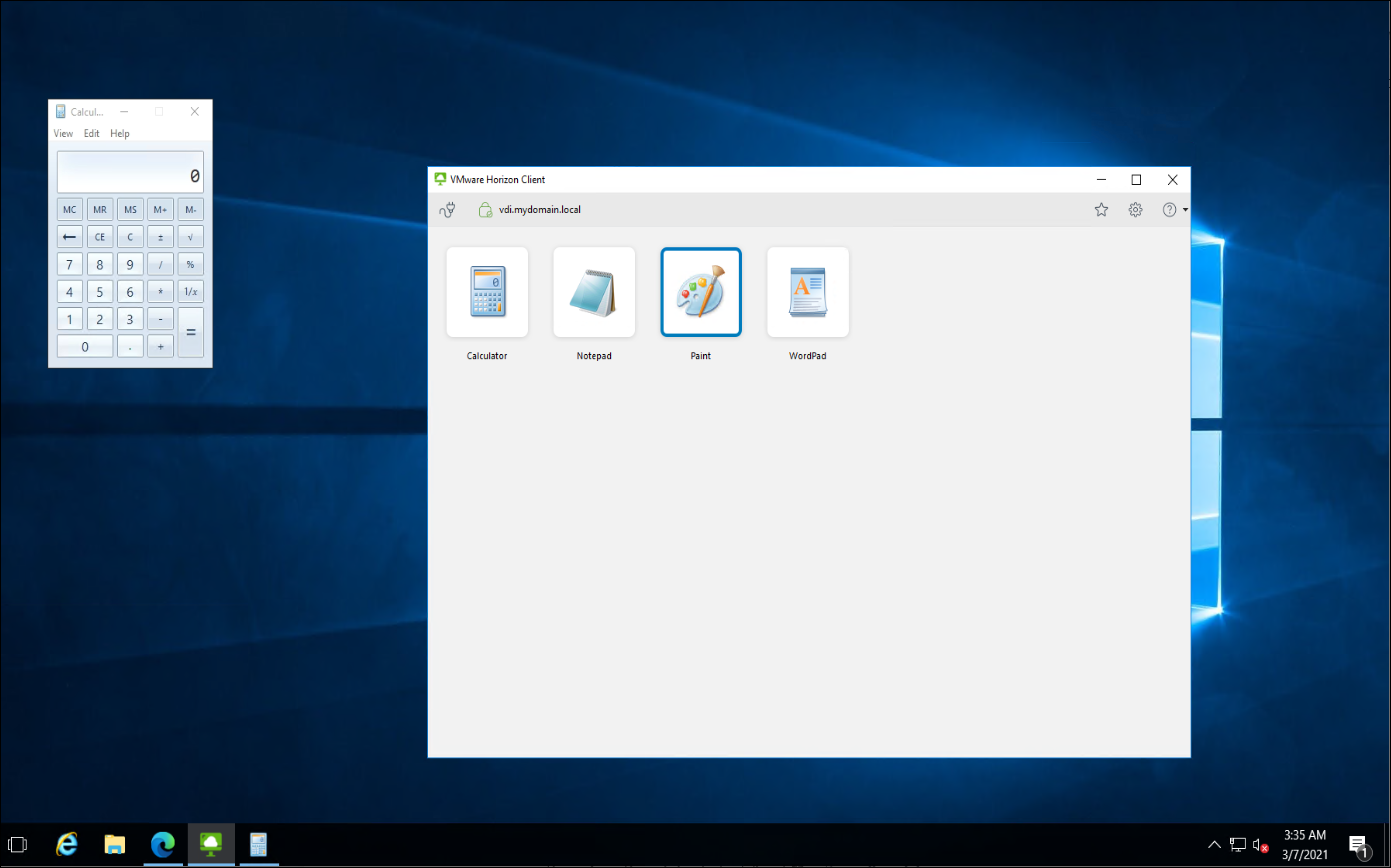 Calcul...
View Edit Help
0
MC MR MS M+ M-
← CE C ± √
7 8 9 / %
4 5 6 * 1/x
1 2 3 - =
0 . +
VMware Horizon Client
vdi.mydomain.local
Calculator Notepad Paint WordPad
3:35 AM
3/7/2021
1